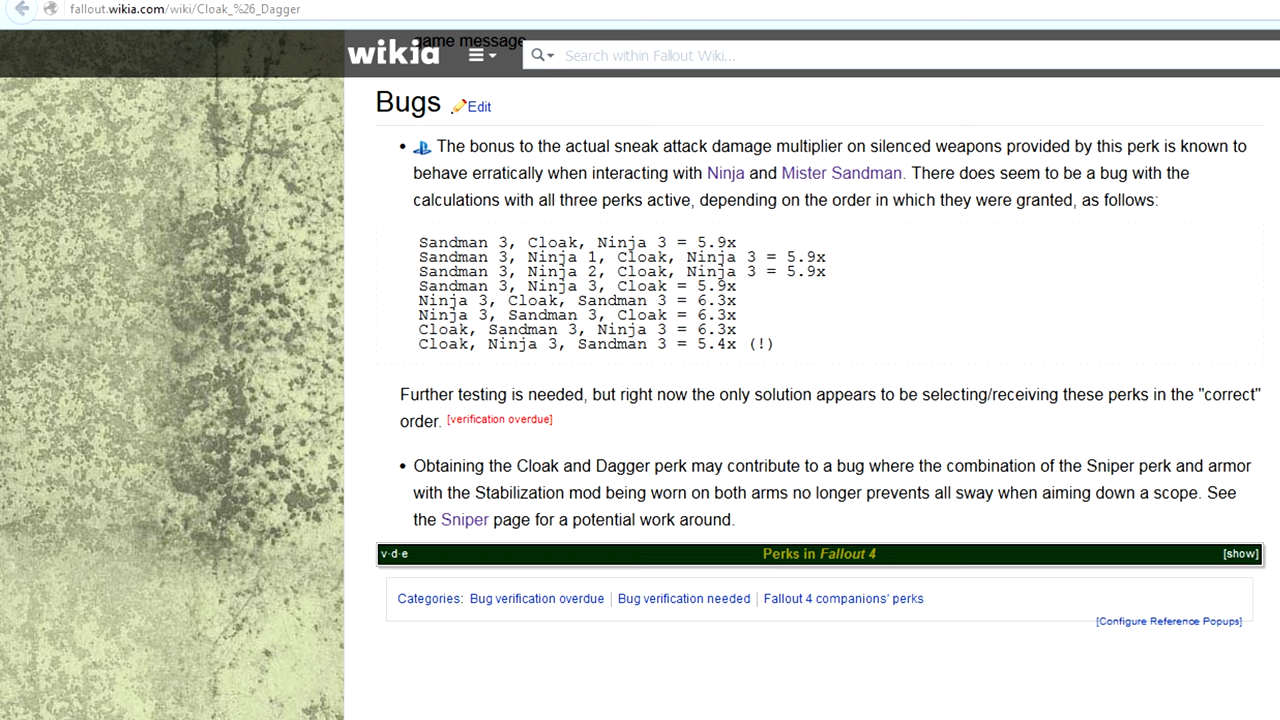 fallout.wikia.com/wiki/Cloak_%26_Dagger
game message
wikia
Search within Fallout Wiki...
Bugs Edit
• The bonus to the actual sneak attack damage multiplier on silenced weapons provided by this perk is known to
behave erratically when interacting with Ninja and Mister Sandman. There does seem to be a bug with the
calculations with all three perks active, depending on the order in which they were granted, as follows:
Sandman 3, Cloak, Ninja 3 = 5.9x
Sandman 3, Ninja 1, Cloak, Ninja 3 = 5.9x
Sandman 3, Ninja 2, Cloak, Ninja 3 = 5.9x
Sandman 3, Ninja 3, Cloak = 5.9x
Ninja 3, Cloak, Sandman 3 = 6.3x
Ninja 3, Sandman 3, Cloak = 6.3x
Cloak, Sandman 3, Ninja 3 = 6.3x
Cloak, Ninja 3, Sandman 3 = 5.4x (!)
Further testing is needed, but right now the only solution appears to be selecting/receiving these perks in the "correct"
order. [verification overdue]
• Obtaining the Cloak and Dagger perk may contribute to a bug where the combination of the Sniper perk and armor
with the Stabilization mod being worn on both arms no longer prevents all sway when aiming down a scope. See
the Sniper page for a potential work around.
v·d·e Perks in Fallout 4 [show]
Categories: Bug verification overdue | Bug verification needed | Fallout 4 companions' perks
[Configure Reference Popups]